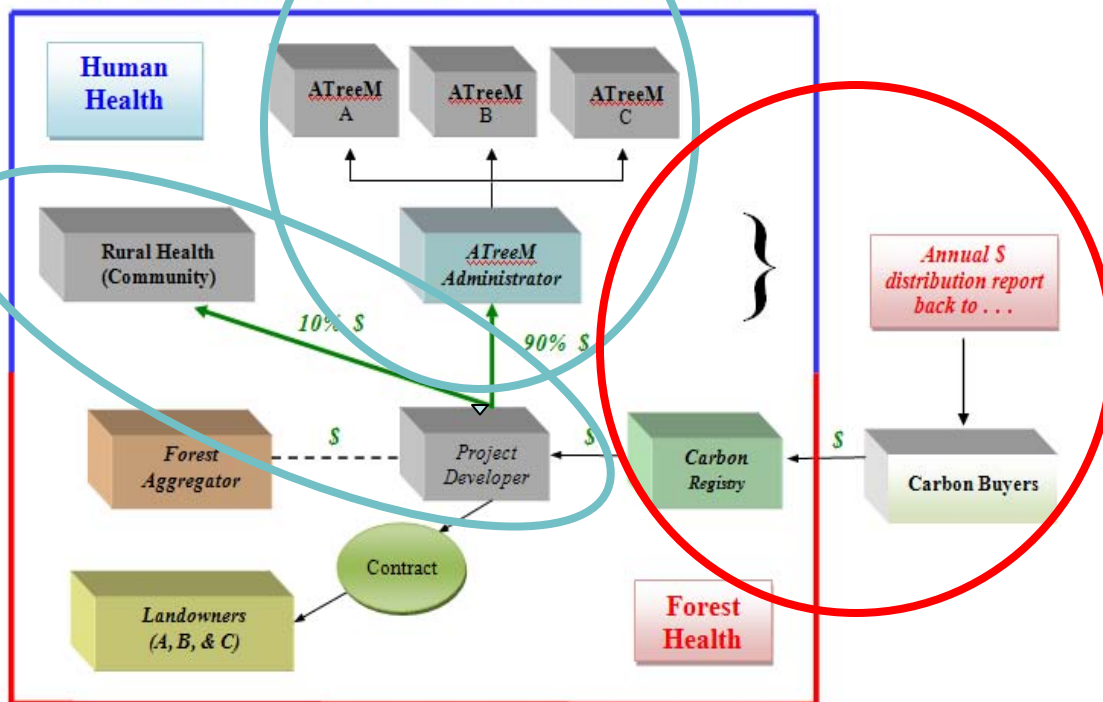 Human
Health
ATreeM
A
ATreeM
B
ATreeM
C
Rural Health
(Community)
ATreeM
Administrator
}
Annual $
distribution report
back to . . .
10% $
90% $
Forest
Aggregator
$
Project
Developer
$
Carbon
Registry
$
Carbon Buyers
Contract
Landowners
(A, B, & C)
Forest
Health